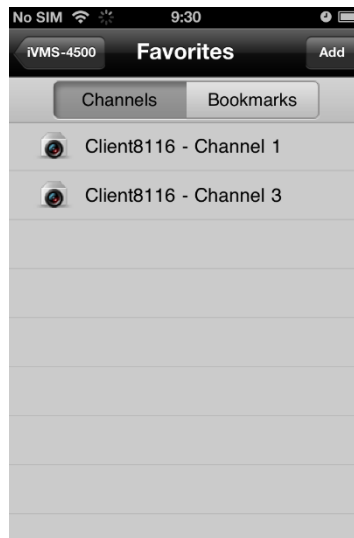 No SIM 9:30
iVMS-4500 Favorites Add
Channels Bookmarks
Client8116 - Channel 1
Client8116 - Channel 3